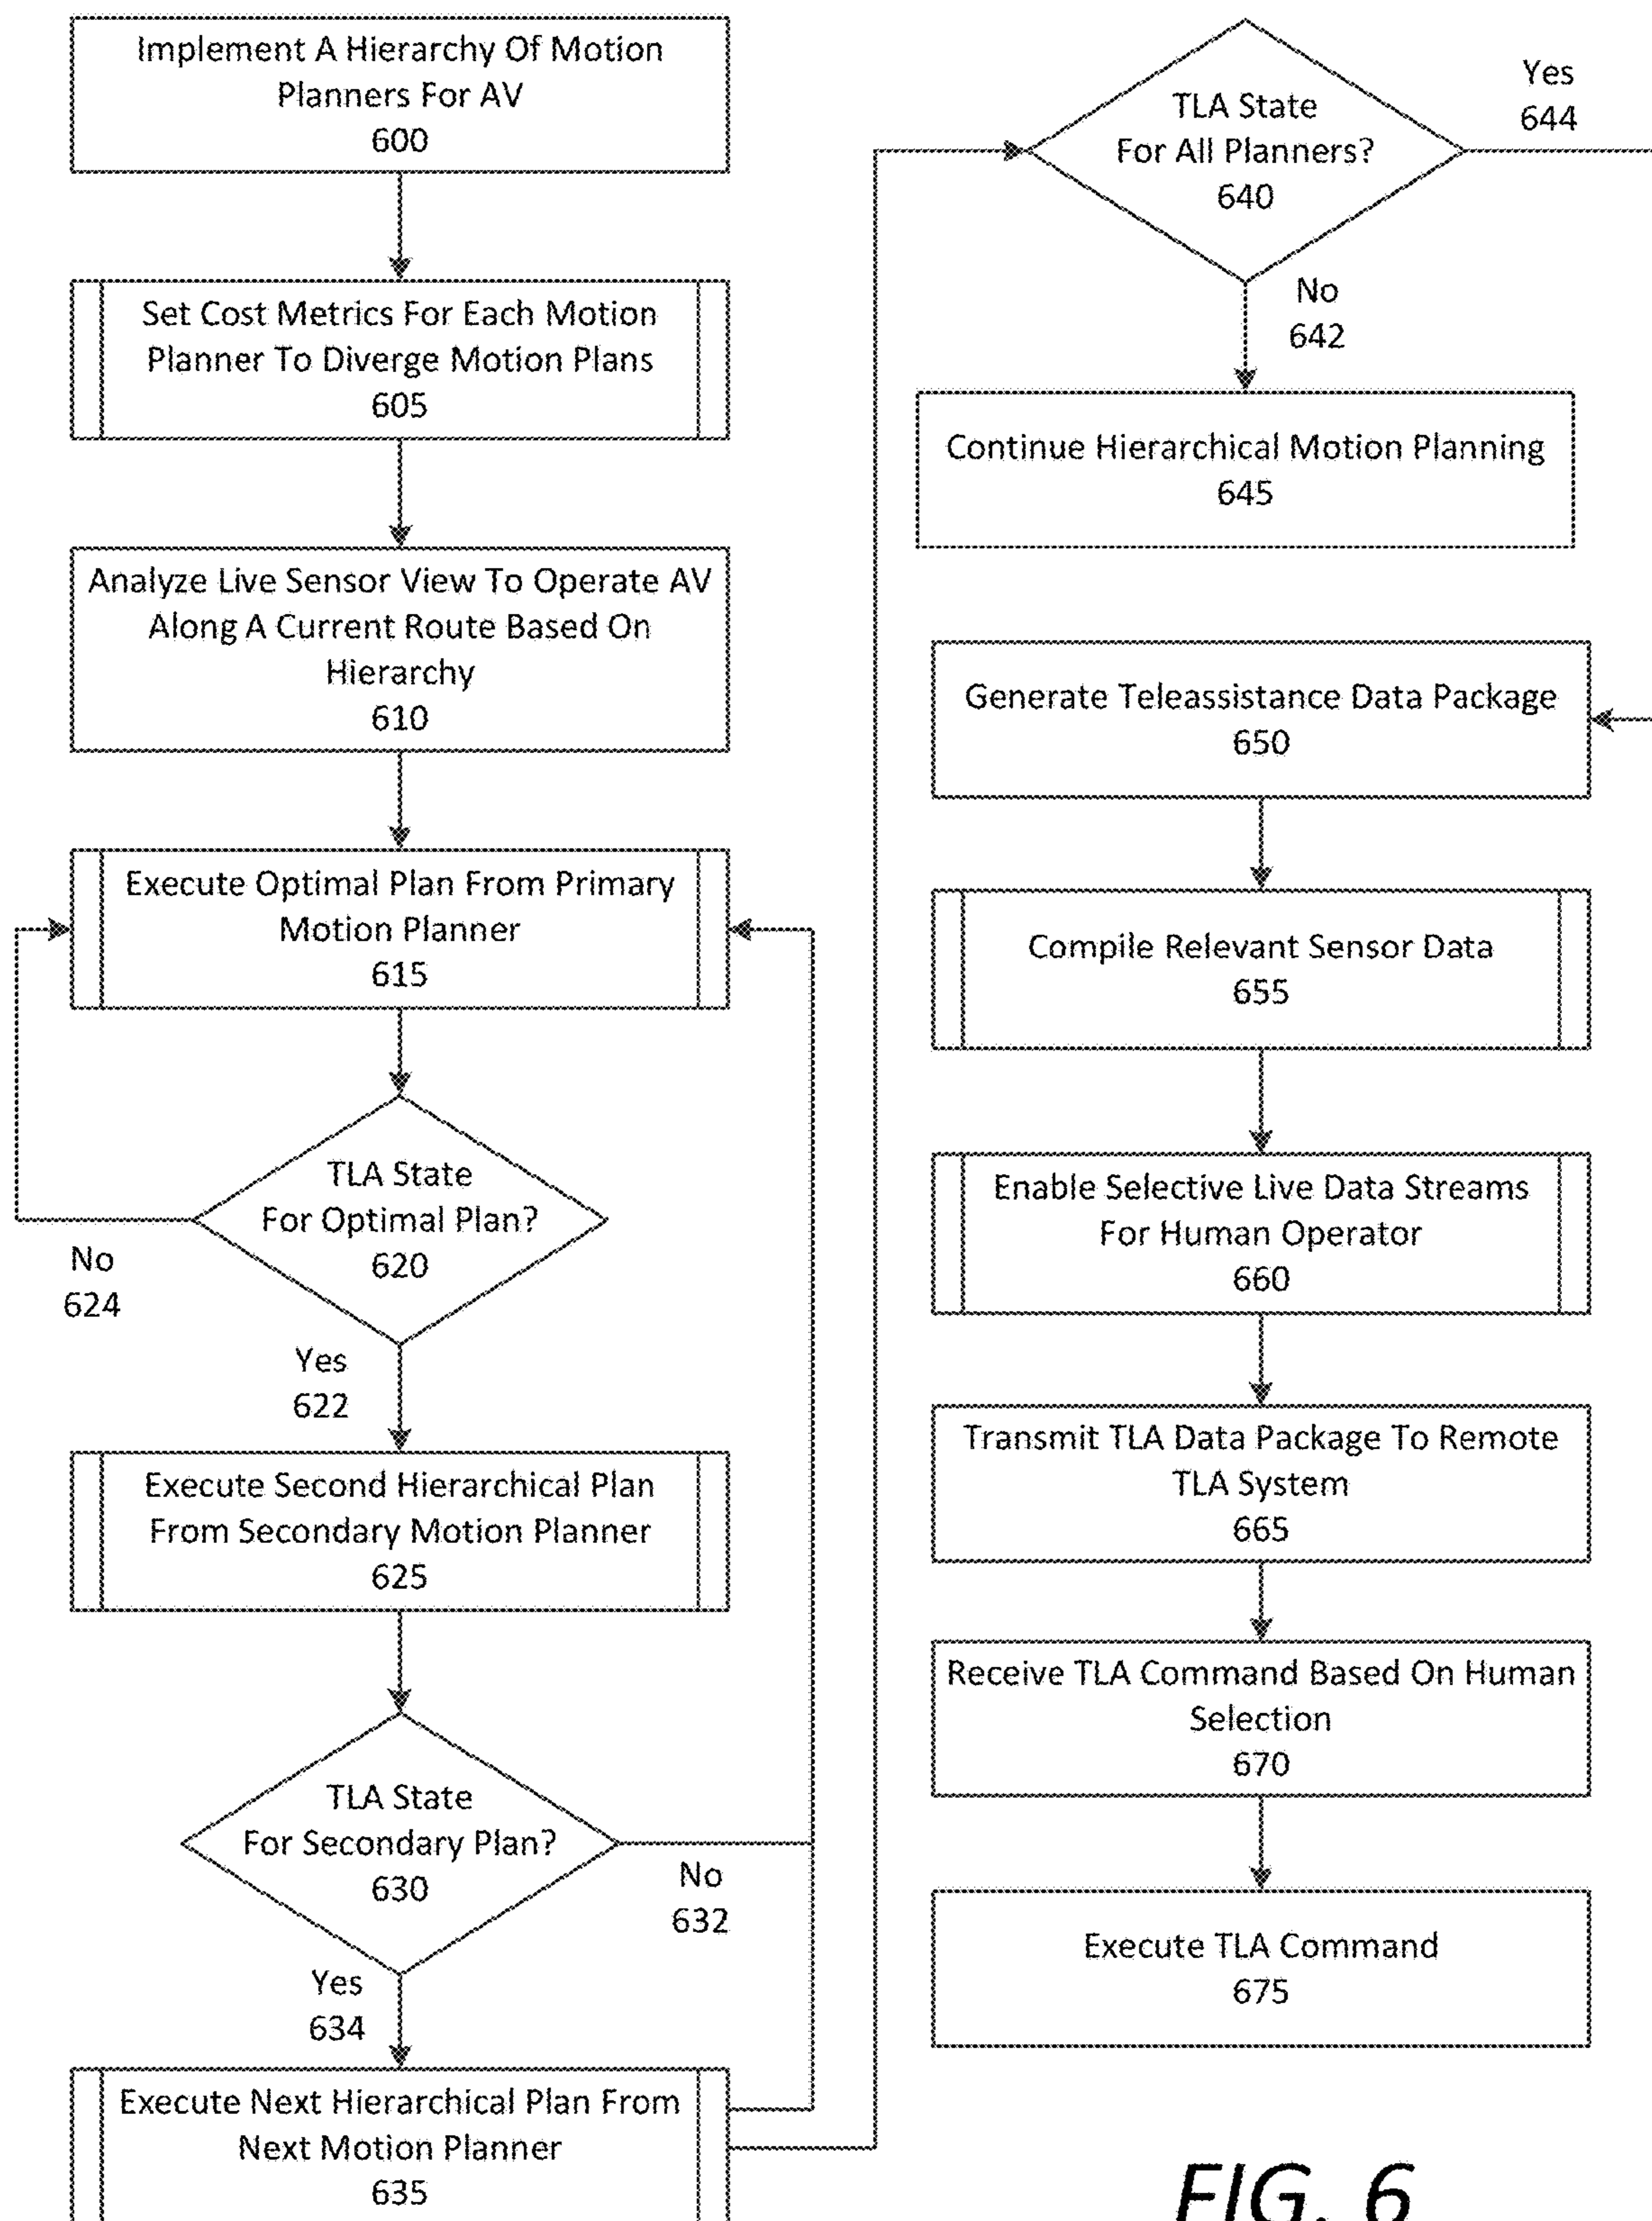 Implement A Hierarchy Of Motion
Planners For AV
600
Set Cost Metrics For Each Motion
Planner To Diverge Motion Plans
605
Analyze Live Sensor View To Operate AV
Along A Current Route Based On
Hierarchy
610
Execute Optimal Plan From Primary
Motion Planner
615
TLA State
For Optimal Plan?
620
No
624
Yes
622
Execute Second Hierarchical Plan
From Secondary Motion Planner
625
TLA State
For Secondary Plan?
630
No
632
Yes
634
Execute Next Hierarchical Plan From
Next Motion Planner
635
TLA State
For All Planners?
640
Yes
644
No
642
Continue Hierarchical Motion Planning
645
Generate Teleassistance Data Package
650
Compile Relevant Sensor Data
655
Enable Selective Live Data Streams
For Human Operator
660
Transmit TLA Data Package To Remote
TLA System
665
Receive TLA Command Based On Human
Selection
670
Execute TLA Command
675
FIG. 6